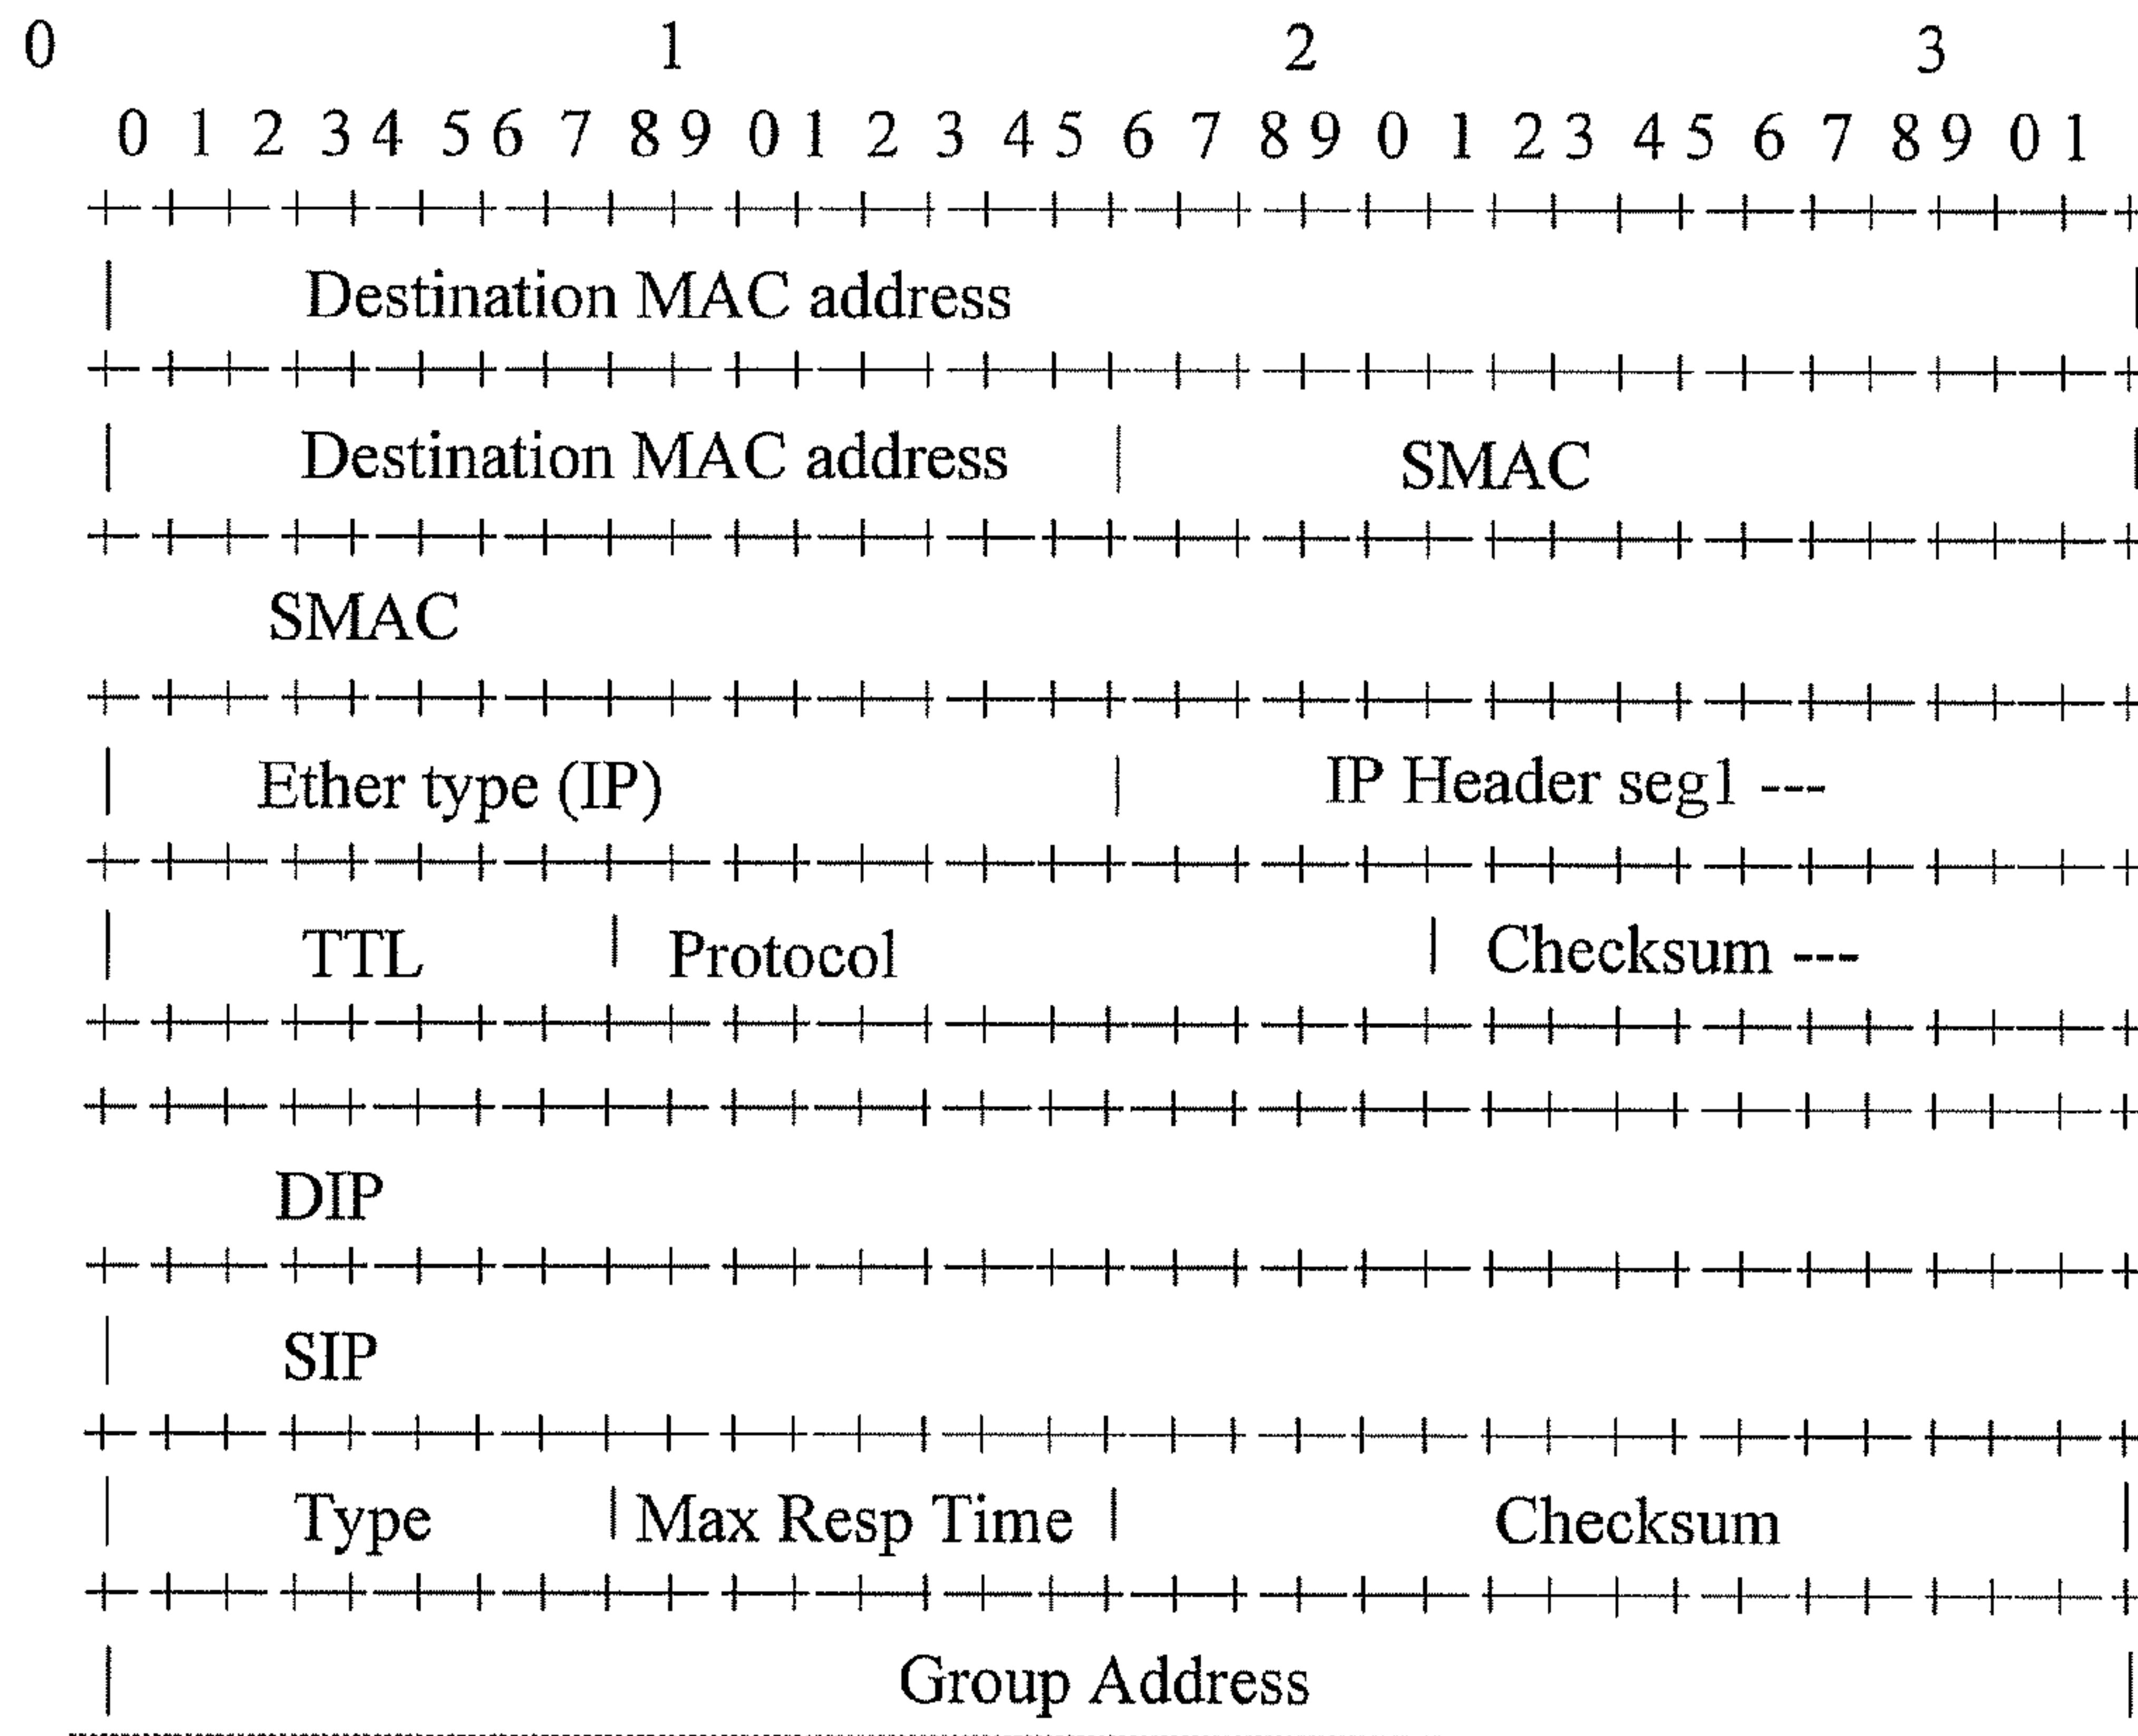 0 1 2 3
0 1 2 3 4 5 6 7 8 9 0 1 2 3 4 5 6 7 8 9 0 1 2 3 4 5 6 7 8 9 0 1
Destination MAC address
Destination MAC address | SMAC
SMAC
Ether type (IP) | IP Header seg1 ---
TTL | Protocol | Checksum ---
DIP
SIP
Type | Max Resp Time | Checksum
Group Address